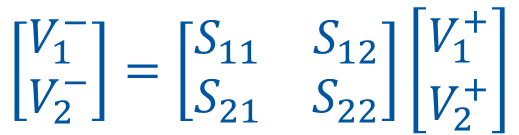 [V₁⁻] = [S₁₁ S₁₂] [V₁⁺]
[V₂⁻] [S₂₁ S₂₂] [V₂⁺]